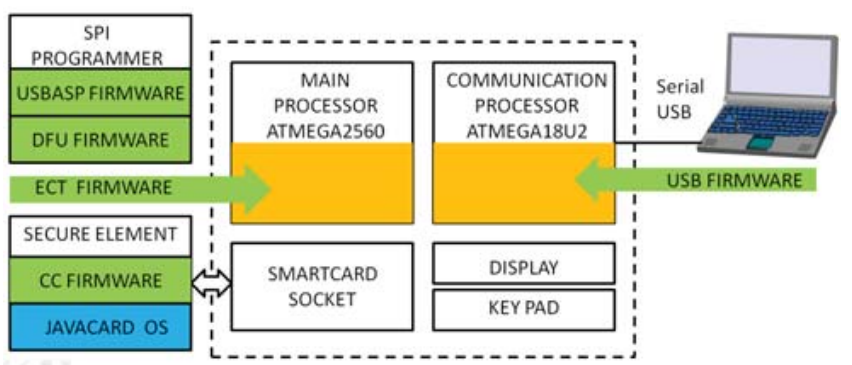 SPI
PROGRAMMER
USBASP FIRMWARE
DFU FIRMWARE
ECT FIRMWARE
SECURE ELEMENT
CC FIRMWARE
JAVACARD OS
MAIN
PROCESSOR
ATMEGA2560
COMMUNICATION
PROCESSOR
ATMEGA18U2
SMARTCARD
SOCKET
DISPLAY
KEY PAD
Serial
USB
USB FIRMWARE